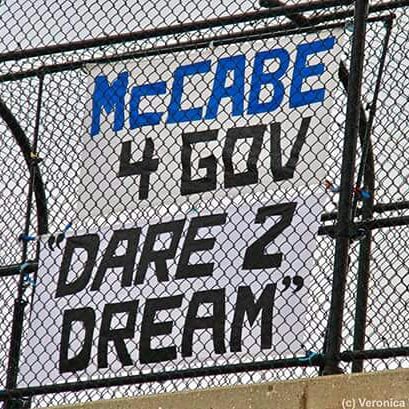 McCABE
4 GOV
"DARE 2
DREAM"
(c) Veronica